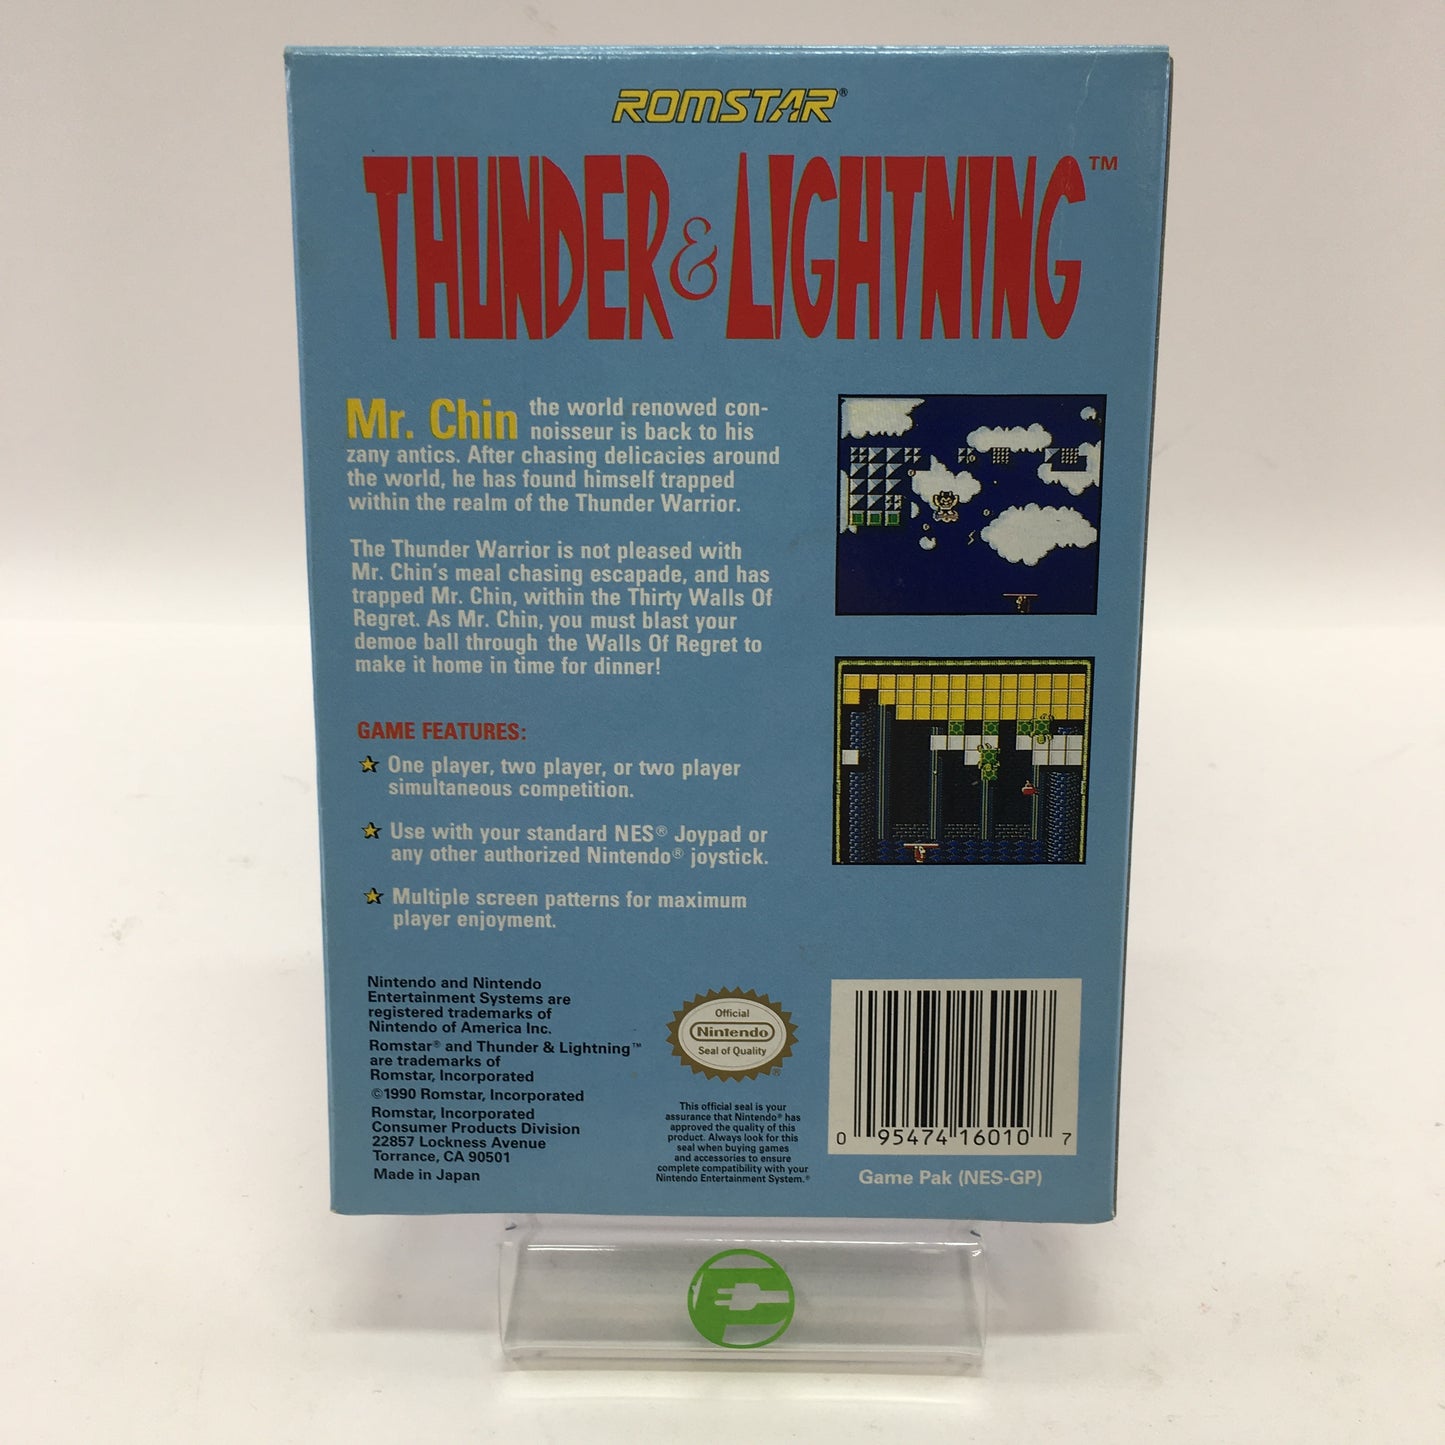 ROMSTAR®
THUNDER & LIGHTNING™
Mr. Chin the world renowed con-
noisseur is back to his
zany antics. After chasing delicacies around
the world, he has found himself trapped
within the realm of the Thunder Warrior.
The Thunder Warrior is not pleased with
Mr. Chin's meal chasing escapade, and has
trapped Mr. Chin, within the Thirty Walls Of
Regret. As Mr. Chin, you must blast your
demoe ball through the Walls Of Regret to
make it home in time for dinner!
GAME FEATURES:
One player, two player, or two player
simultaneous competition.
Use with your standard NES® Joypad or
any other authorized Nintendo® joystick.
Multiple screen patterns for maximum
player enjoyment.
Nintendo and Nintendo
Entertainment Systems are
registered trademarks of
Nintendo of America Inc.
Romstar® and Thunder & Lightning™
are trademarks of
Romstar, Incorporated
©1990 Romstar, Incorporated
Romstar, Incorporated
Consumer Products Division
22857 Lockness Avenue
Torrance, CA 90501
Made in Japan
Official
Nintendo
Seal of Quality
®
This official seal is your
assurance that Nintendo® has
approved the quality of this
product. Always look for this
seal when buying games
and accessories to ensure
complete compatibility with your
Nintendo Entertainment System.®
0 95474 16010 7
Game Pak (NES-GP)